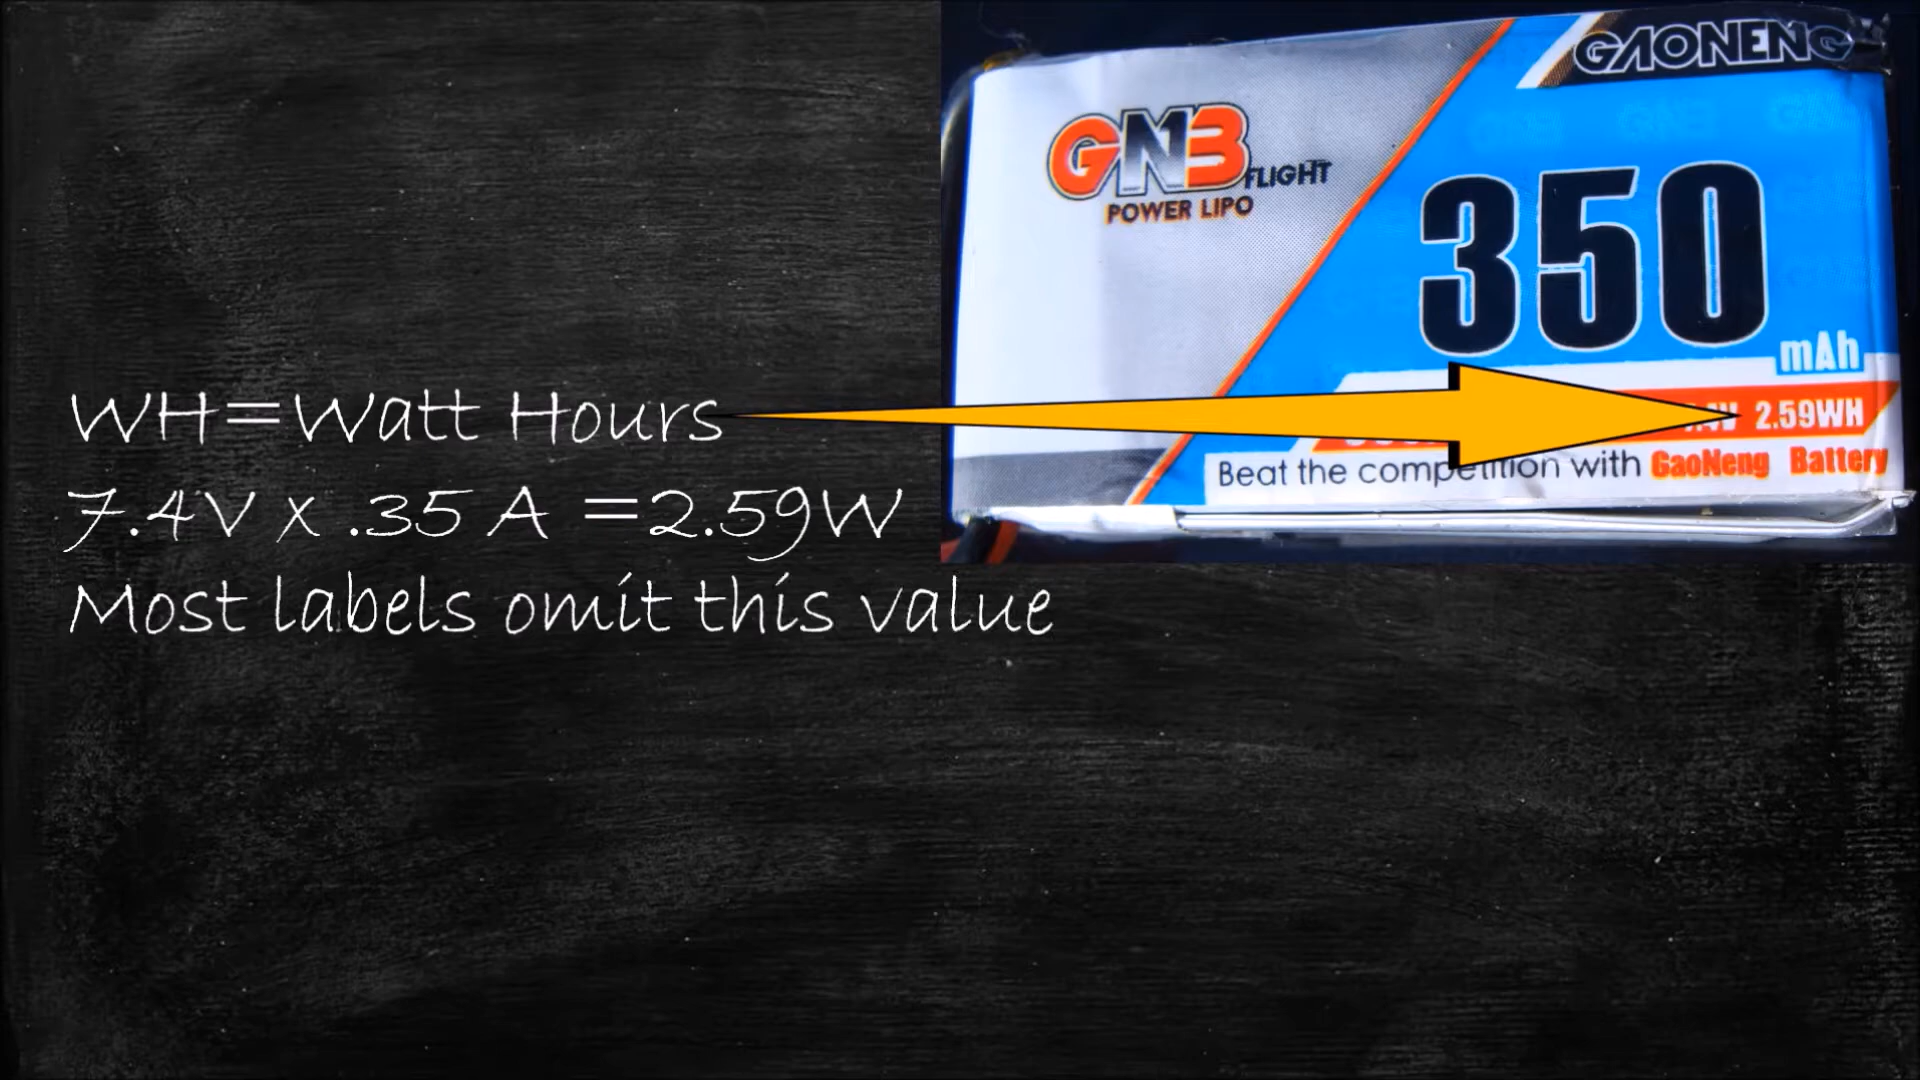 GAONENG
GNB FLIGHT
POWER LIPO
350
mAh
WH=Watt Hours
2.59WH
Beat the competition with GaoNeng Battery
7.4V x .35 A =2.59W
Most labels omit this value